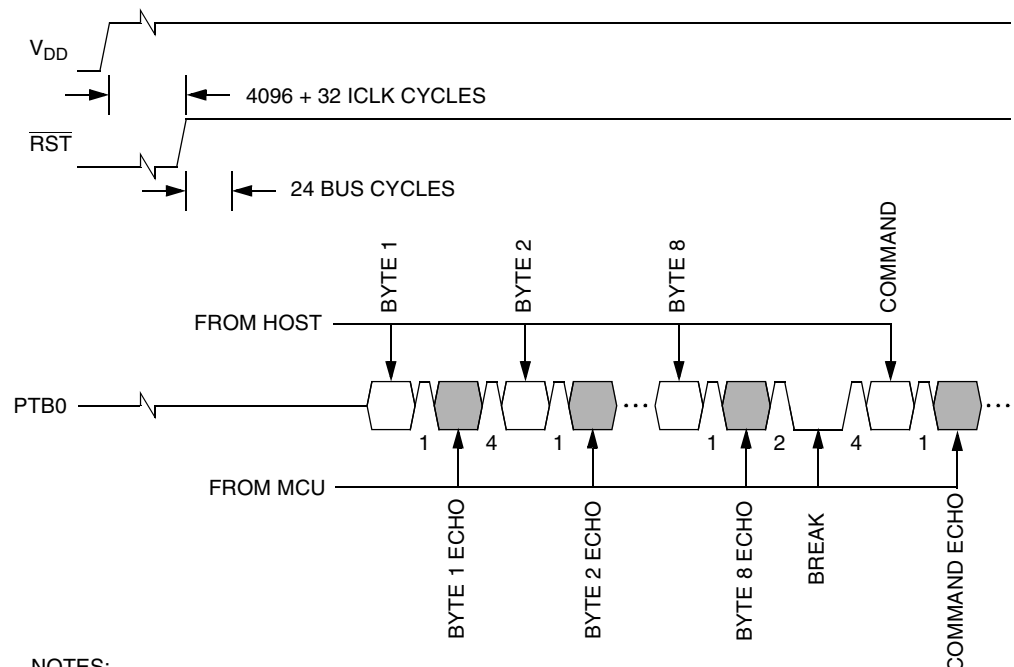 VDD
4096 + 32 ICLK CYCLES
RST
24 BUS CYCLES
BYTE 1
BYTE 2
BYTE 8
COMMAND
FROM HOST
PTB0
1
4
1
1
2
4
1
FROM MCU
BYTE 1 ECHO
BYTE 2 ECHO
BYTE 8 ECHO
BREAK
COMMAND ECHO
NOTES: